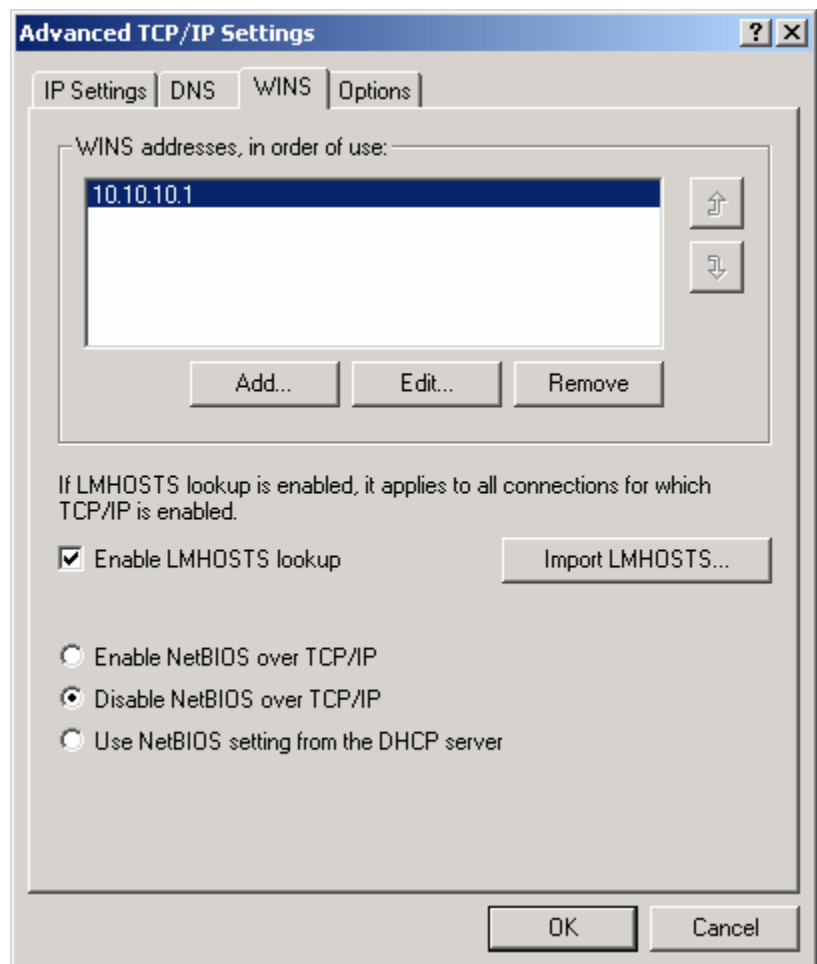 Advanced TCP/IP Settings
IP Settings DNS WINS Options
WINS addresses, in order of use:
10.10.10.1
Add... Edit... Remove
If LMHOSTS lookup is enabled, it applies to all connections for which
TCP/IP is enabled.
Enable LMHOSTS lookup Import LMHOSTS...
Enable NetBIOS over TCP/IP
Disable NetBIOS over TCP/IP
Use NetBIOS setting from the DHCP server
OK Cancel